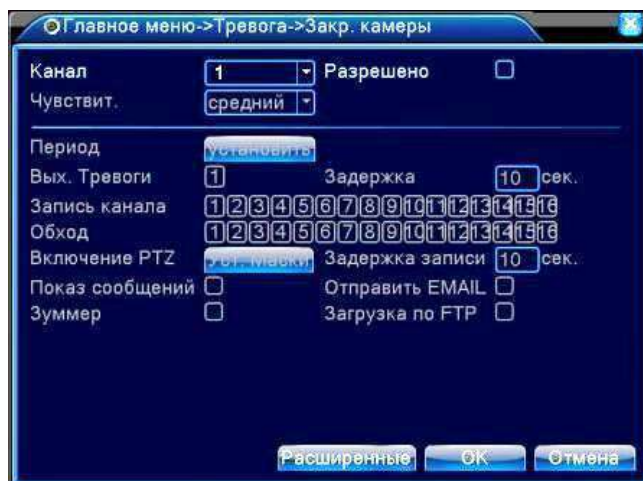 Главное меню->Тревога->Закр. камеры
Канал 1 Разрешено
Чувствит. средний
Период установить
Вых. Тревоги 1 Задержка 10 сек.
Запись канала 1 2 3 4 5 6 7 8 9 10 11 12 13 14 15 16
Обход 1 2 3 4 5 6 7 8 9 10 11 12 13 14 15 16
Включение PTZ Уст. Маски Задержка записи 10 сек.
Показ сообщений Отправить EMAIL
Зуммер Загрузка по FTP
Расширенные OK Отмена